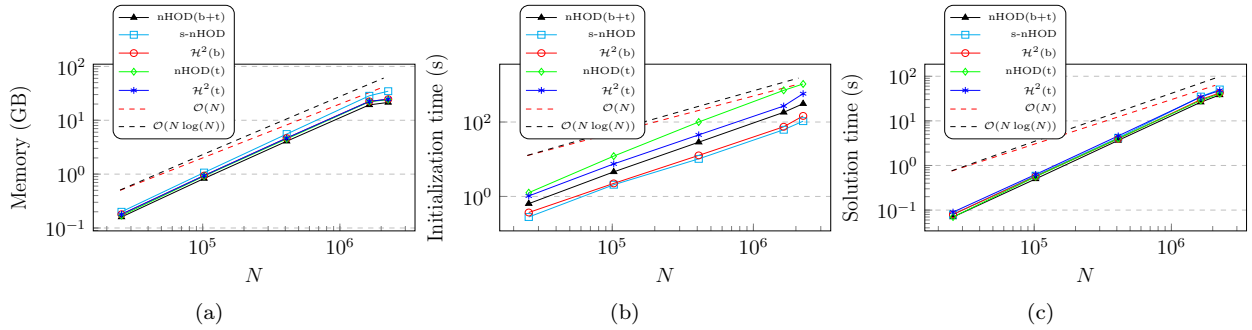 nHOD(b+t)
s-nHOD
ℋ²(b)
nHOD(t)
ℋ²(t)
𝒪(N)
𝒪(N log(N))
Memory (GB)
10²
10¹
10⁰
10⁻¹
10⁵
10⁶
N
(a)
nHOD(b+t)
s-nHOD
ℋ²(b)
nHOD(t)
ℋ²(t)
𝒪(N)
𝒪(N log(N))
Initialization time (s)
10²
10⁰
10⁵
10⁶
N
(b)
nHOD(b+t)
s-nHOD
ℋ²(b)
nHOD(t)
ℋ²(t)
𝒪(N)
𝒪(N log(N))
Solution time (s)
10²
10¹
10⁰
10⁻¹
10⁵
10⁶
N
(c)